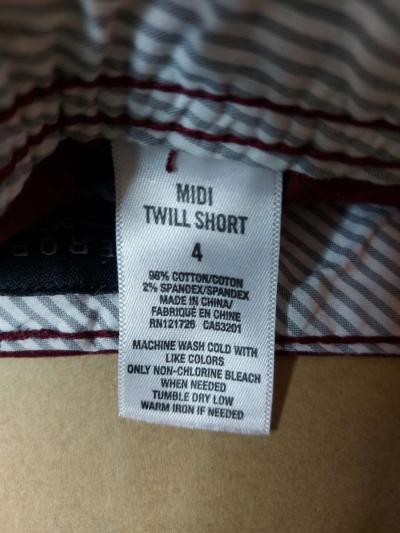 MIDI
TWILL SHORT
4
98% COTTON/COTON
2% SPANDEX/SPANDEX
MADE IN CHINA/
FABRIQUÉ EN CHINE
RN121726 CA53201
MACHINE WASH COLD WITH
LIKE COLORS
ONLY NON-CHLORINE BLEACH
WHEN NEEDED
TUMBLE DRY LOW
WARM IRON IF NEEDED